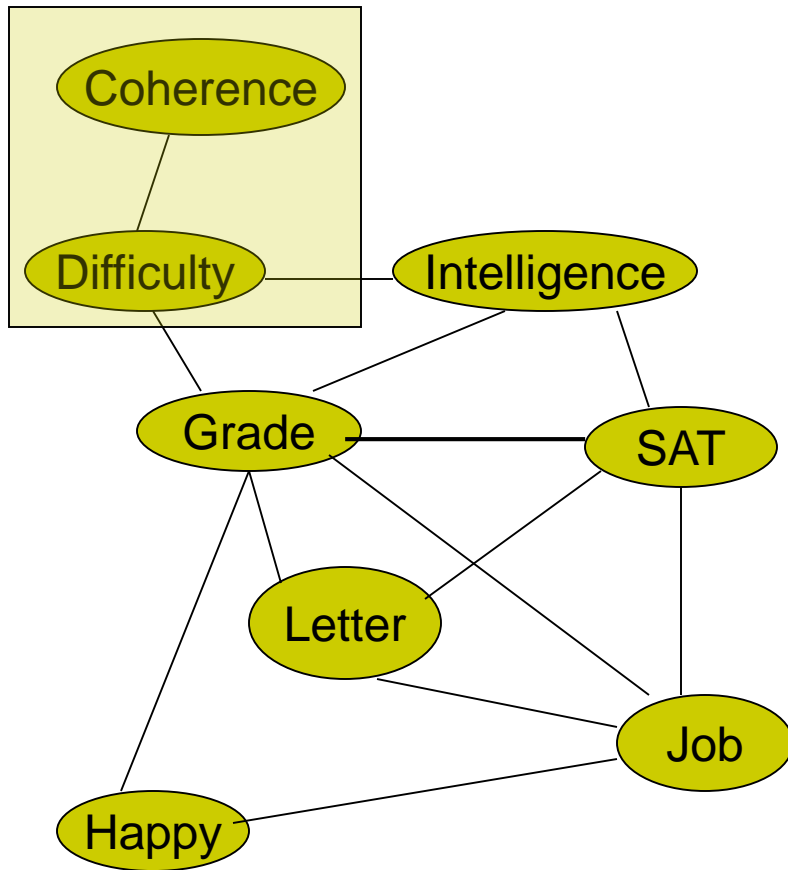 Coherence
Difficulty
Intelligence
Grade
SAT
Letter
Job
Happy